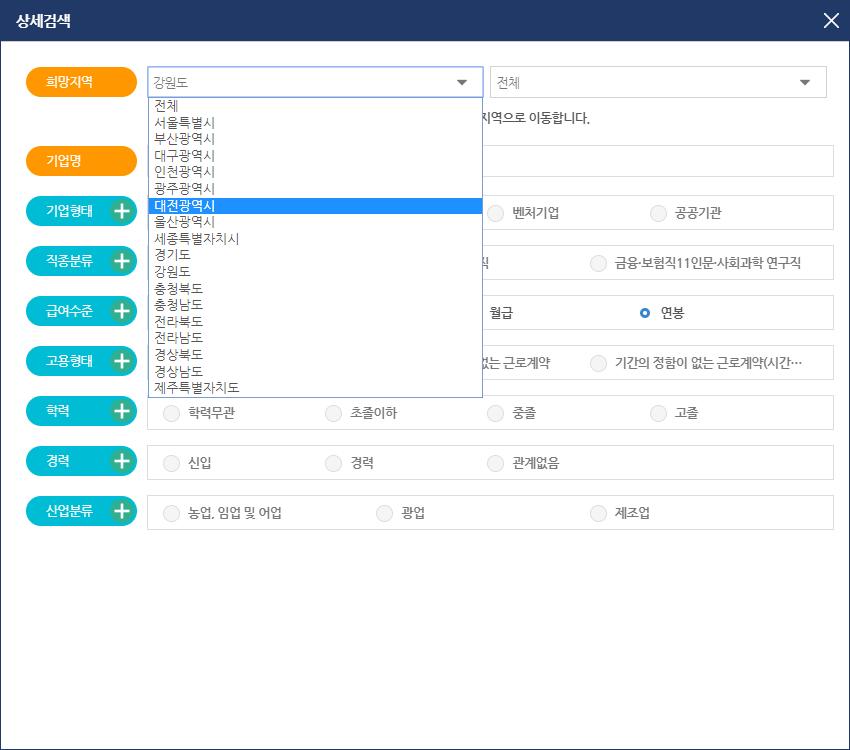 상세검색
희망지역
강원도
전체
전체
서울특별시
부산광역시
대구광역시
인천광역시
광주광역시
대전광역시
울산광역시
세종특별자치시
경기도
강원도
충청북도
충청남도
전라북도
전라남도
경상북도
경상남도
제주특별자치도
지역으로 이동합니다.
기업명
기업형태
벤처기업
공공기관
직종분류
직
금융·보험직11인문·사회과학 연구직
급여수준
월급
연봉
고용형태
없는 근로계약
기간의 정함이 없는 근로계약(시간…
학력
학력무관
초졸이하
중졸
고졸
경력
신입
경력
관계없음
산업분류
농업, 임업 및 어업
광업
제조업